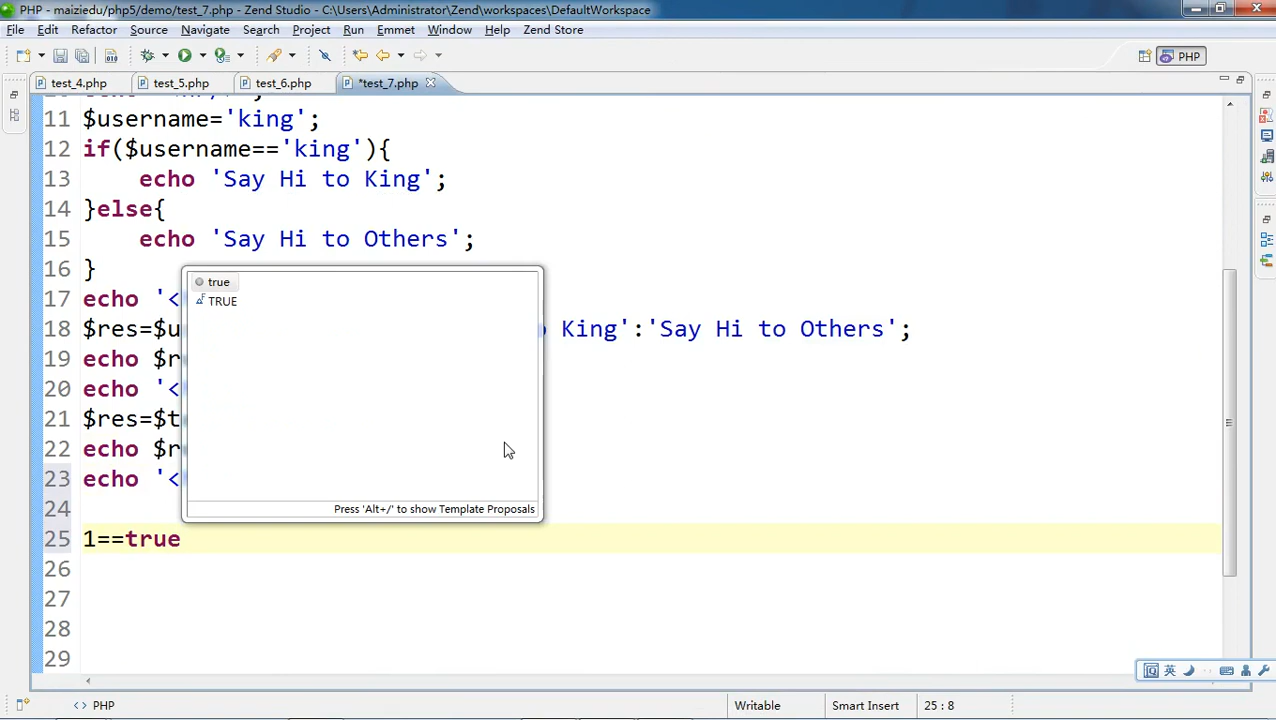 PHP - maiziedu/php5/demo/test_7.php - Zend Studio - C:\Users\Administrator\Zend\workspaces\DefaultWorkspace
File Edit Refactor Source Navigate Search Project Run Emmet Window Help Zend Store
PHP
test_4.php test_5.php test_6.php *test_7.php
11 $username='king';
12 if($username=='king'){
13 echo 'Say Hi to King';
14 }else{
15 echo 'Say Hi to Others';
16 }
true
TRUE
17 echo '<
18 $res=$u King':'Say Hi to Others';
19 echo $r
20 echo '<
21 $res=$t
22 echo $r
23 echo '<
Press 'Alt+/' to show Template Proposals
24
25 1==true
26
27
28
29
英
PHP Writable Smart Insert 25 : 8